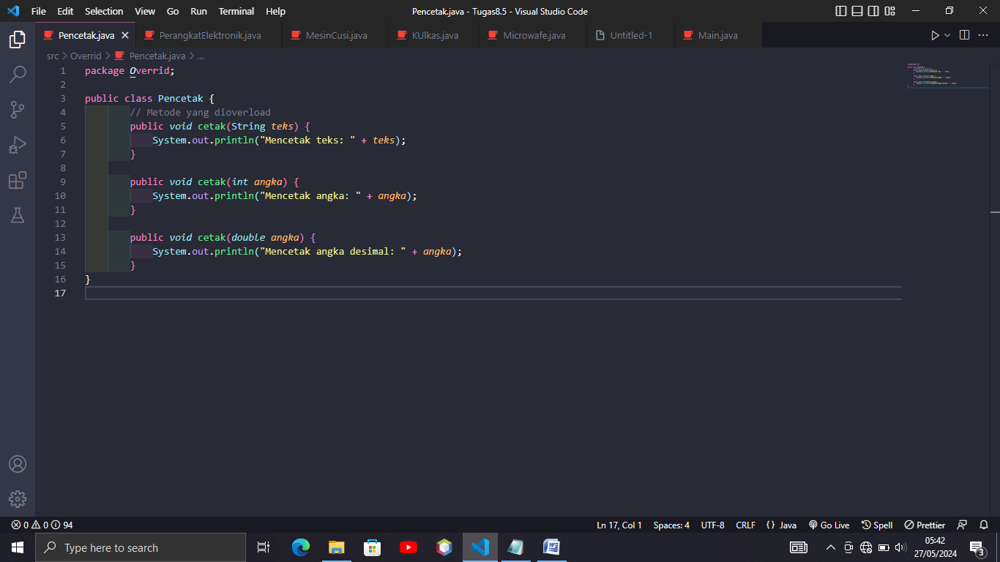 File Edit Selection View Go Run Terminal Help Pencetak.java - Tugas8.5 - Visual Studio Code
Pencetak.java PerangkatElektronik.java MesinCusi.java KUlkas.java Microwafe.java Untitled-1 Main.java
src > Overrid > Pencetak.java > ...
1 package Overrid;
2
3 public class Pencetak {
4 // Metode yang dioverload
5 public void cetak(String teks) {
6 System.out.println("Mencetak teks: " + teks);
7 }
8
9 public void cetak(int angka) {
10 System.out.println("Mencetak angka: " + angka);
11 }
12
13 public void cetak(double angka) {
14 System.out.println("Mencetak angka desimal: " + angka);
15 }
16 }
17
0 0 94 Ln 17, Col 1 Spaces: 4 UTF-8 CRLF {} Java Go Live Spell Prettier
Type here to search 05:42
27/05/2024 3